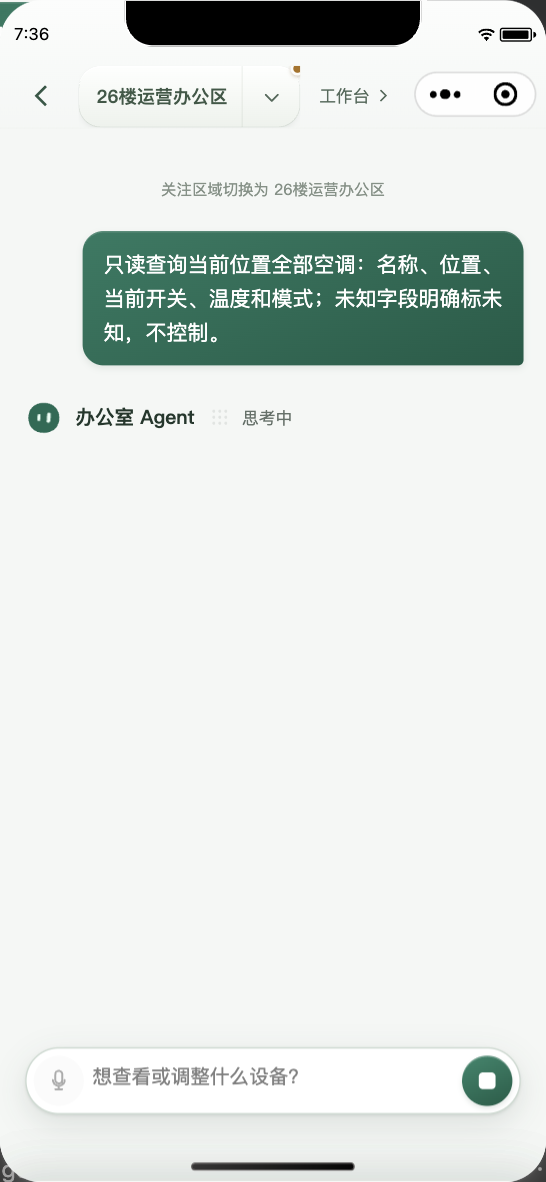 7:36
26楼运营办公区
工作台
关注区域切换为 26楼运营办公区
只读查询当前位置全部空调：名称、位置、
当前开关、温度和模式；未知字段明确标未
知，不控制。
办公室 Agent 思考中
想查看或调整什么设备？